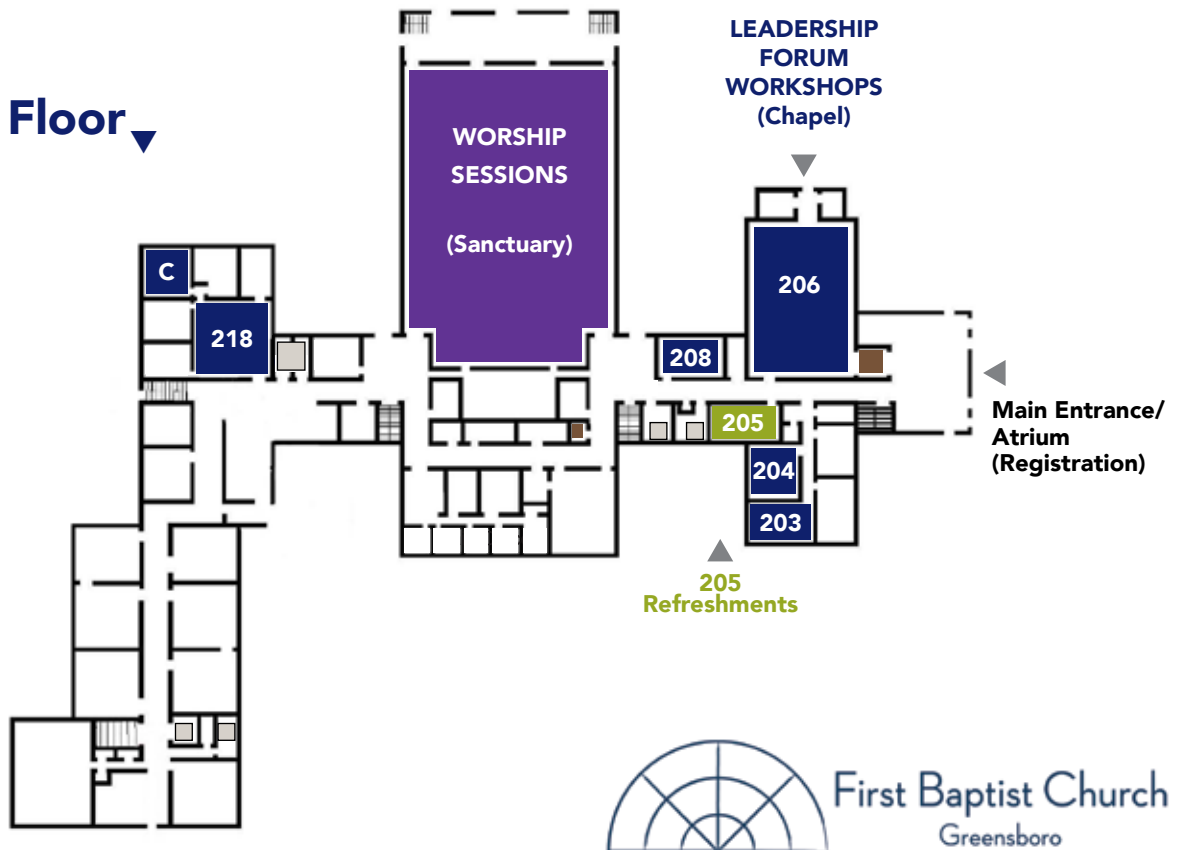 LEADERSHIP
FORUM
WORKSHOPS
(Chapel)
Floor
WORSHIP
SESSIONS
(Sanctuary)
C
206
218
208
Main Entrance/
Atrium
(Registration)
205
204
203
205
Refreshments
First Baptist Church
Greensboro